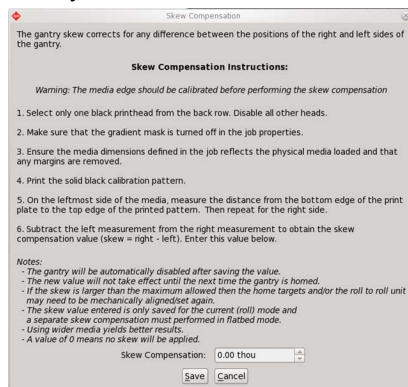 Skew Compensation
The gantry skew corrects for any difference between the positions of the right and left sides of
the gantry.
Skew Compensation Instructions:
Warning: The media edge should be calibrated before performing the skew compensation
1. Select only one black printhead from the back row. Disable all other heads.
2. Make sure that the gradient mask is turned off in the job properties.
3. Ensure the media dimensions defined in the job reflects the physical media loaded and that
any margins are removed.
4. Print the solid black calibration pattern.
5. On the leftmost side of the media, measure the distance from the bottom edge of the print
plate to the top edge of the printed pattern. Then repeat for the right side.
6. Subtract the left measurement from the right measurement to obtain the skew
compensation value (skew = right - left). Enter this value below.
Notes:
- The gantry will be automatically disabled after saving the value.
- The new value will not take effect until the next time the gantry is homed.
- If the skew is larger than the maximum allowed then the home targets and/or the roll to roll unit
may need to be mechanically aligned/set again.
- The skew value entered is only saved for the current (roll) mode and
a separate skew compensation must performed in flatbed mode.
- Using wider media yields better results.
- A value of 0 means no skew will be applied.
Skew Compensation: 0.00 thou
Save Cancel